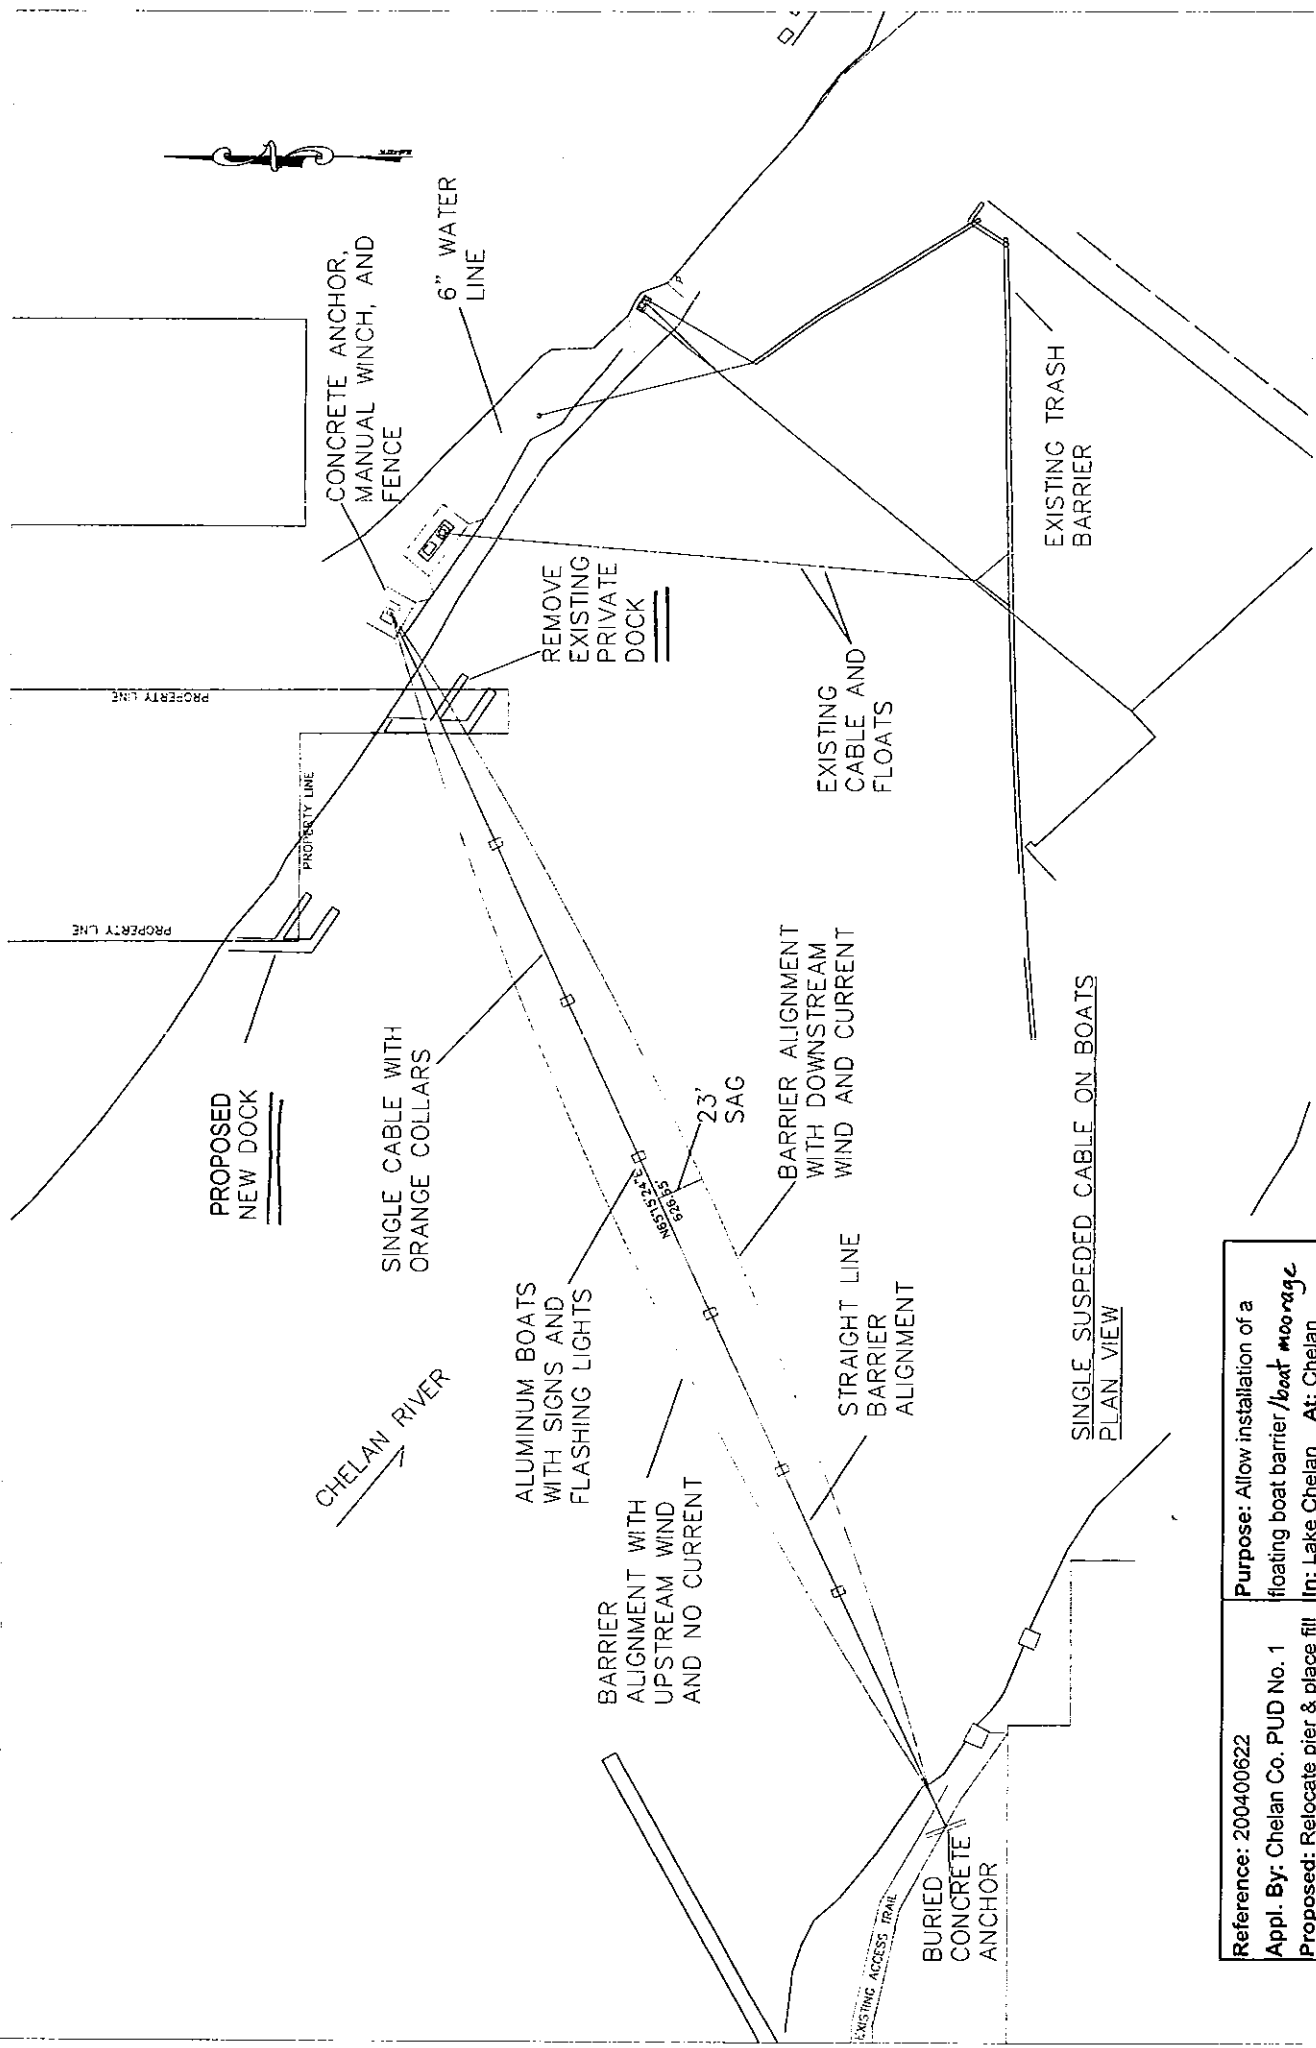 CONCRETE ANCHOR,
MANUAL WINCH, AND
FENCE
6" WATER
LINE
PROPERTY LINE
PROPERTY LINE
PROPERTY LINE
REMOVE
EXISTING
PRIVATE
DOCK
PROPOSED
NEW DOCK
SINGLE CABLE WITH
ORANGE COLLARS
EXISTING
CABLE AND
FLOATS
EXISTING TRASH
BARRIER
CHELAN RIVER
ALUMINUM BOATS
WITH SIGNS AND
FLASHING LIGHTS
N65°15'24"E
626.55'
23'
SAG
BARRIER ALIGNMENT
WITH DOWNSTREAM
WIND AND CURRENT
BARRIER
ALIGNMENT WITH
UPSTREAM WIND
AND NO CURRENT
STRAIGHT LINE
BARRIER
ALIGNMENT
EXISTING ACCESS TRAIL
BURIED
CONCRETE
ANCHOR
SINGLE SUSPEDED CABLE ON BOATS
PLAN VIEW
Reference: 200400622
Appl. By: Chelan Co. PUD No. 1
Proposed: Relocate pier & place fill
Purpose: Allow installation of a
floating boat barrier/boat moorage
In: Lake Chelan At: Chelan